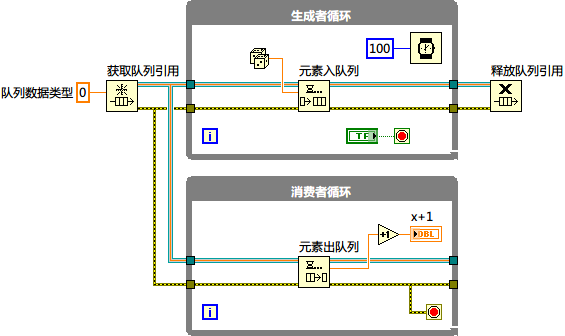 生成者循环
100
获取队列引用
元素入队列
释放队列引用
队列数据类型 0
i
TF
消费者循环
x+1
+1
DBL
元素出队列
i